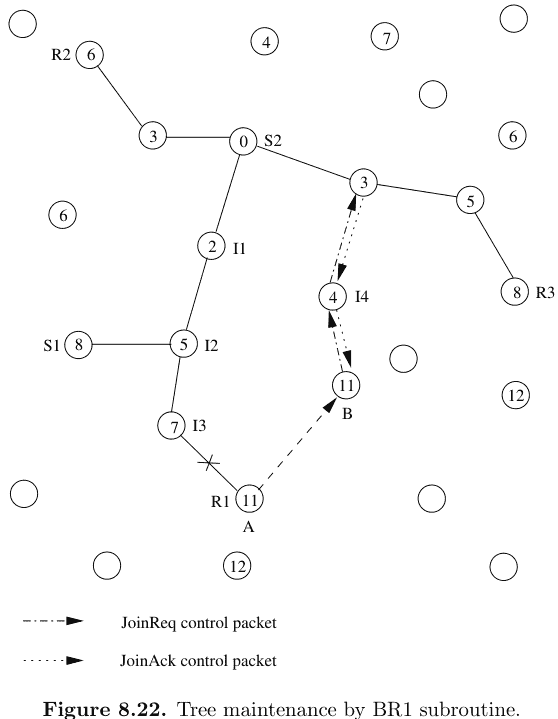 4
7
R2 6
3
0 S2
6
3
5
6
2 I1
8 R3
4 I4
S1 8
5 I2
11
B
12
7 I3
R1 11
A
12
JoinReq control packet
JoinAck control packet
Figure 8.22. Tree maintenance by BR1 subroutine.